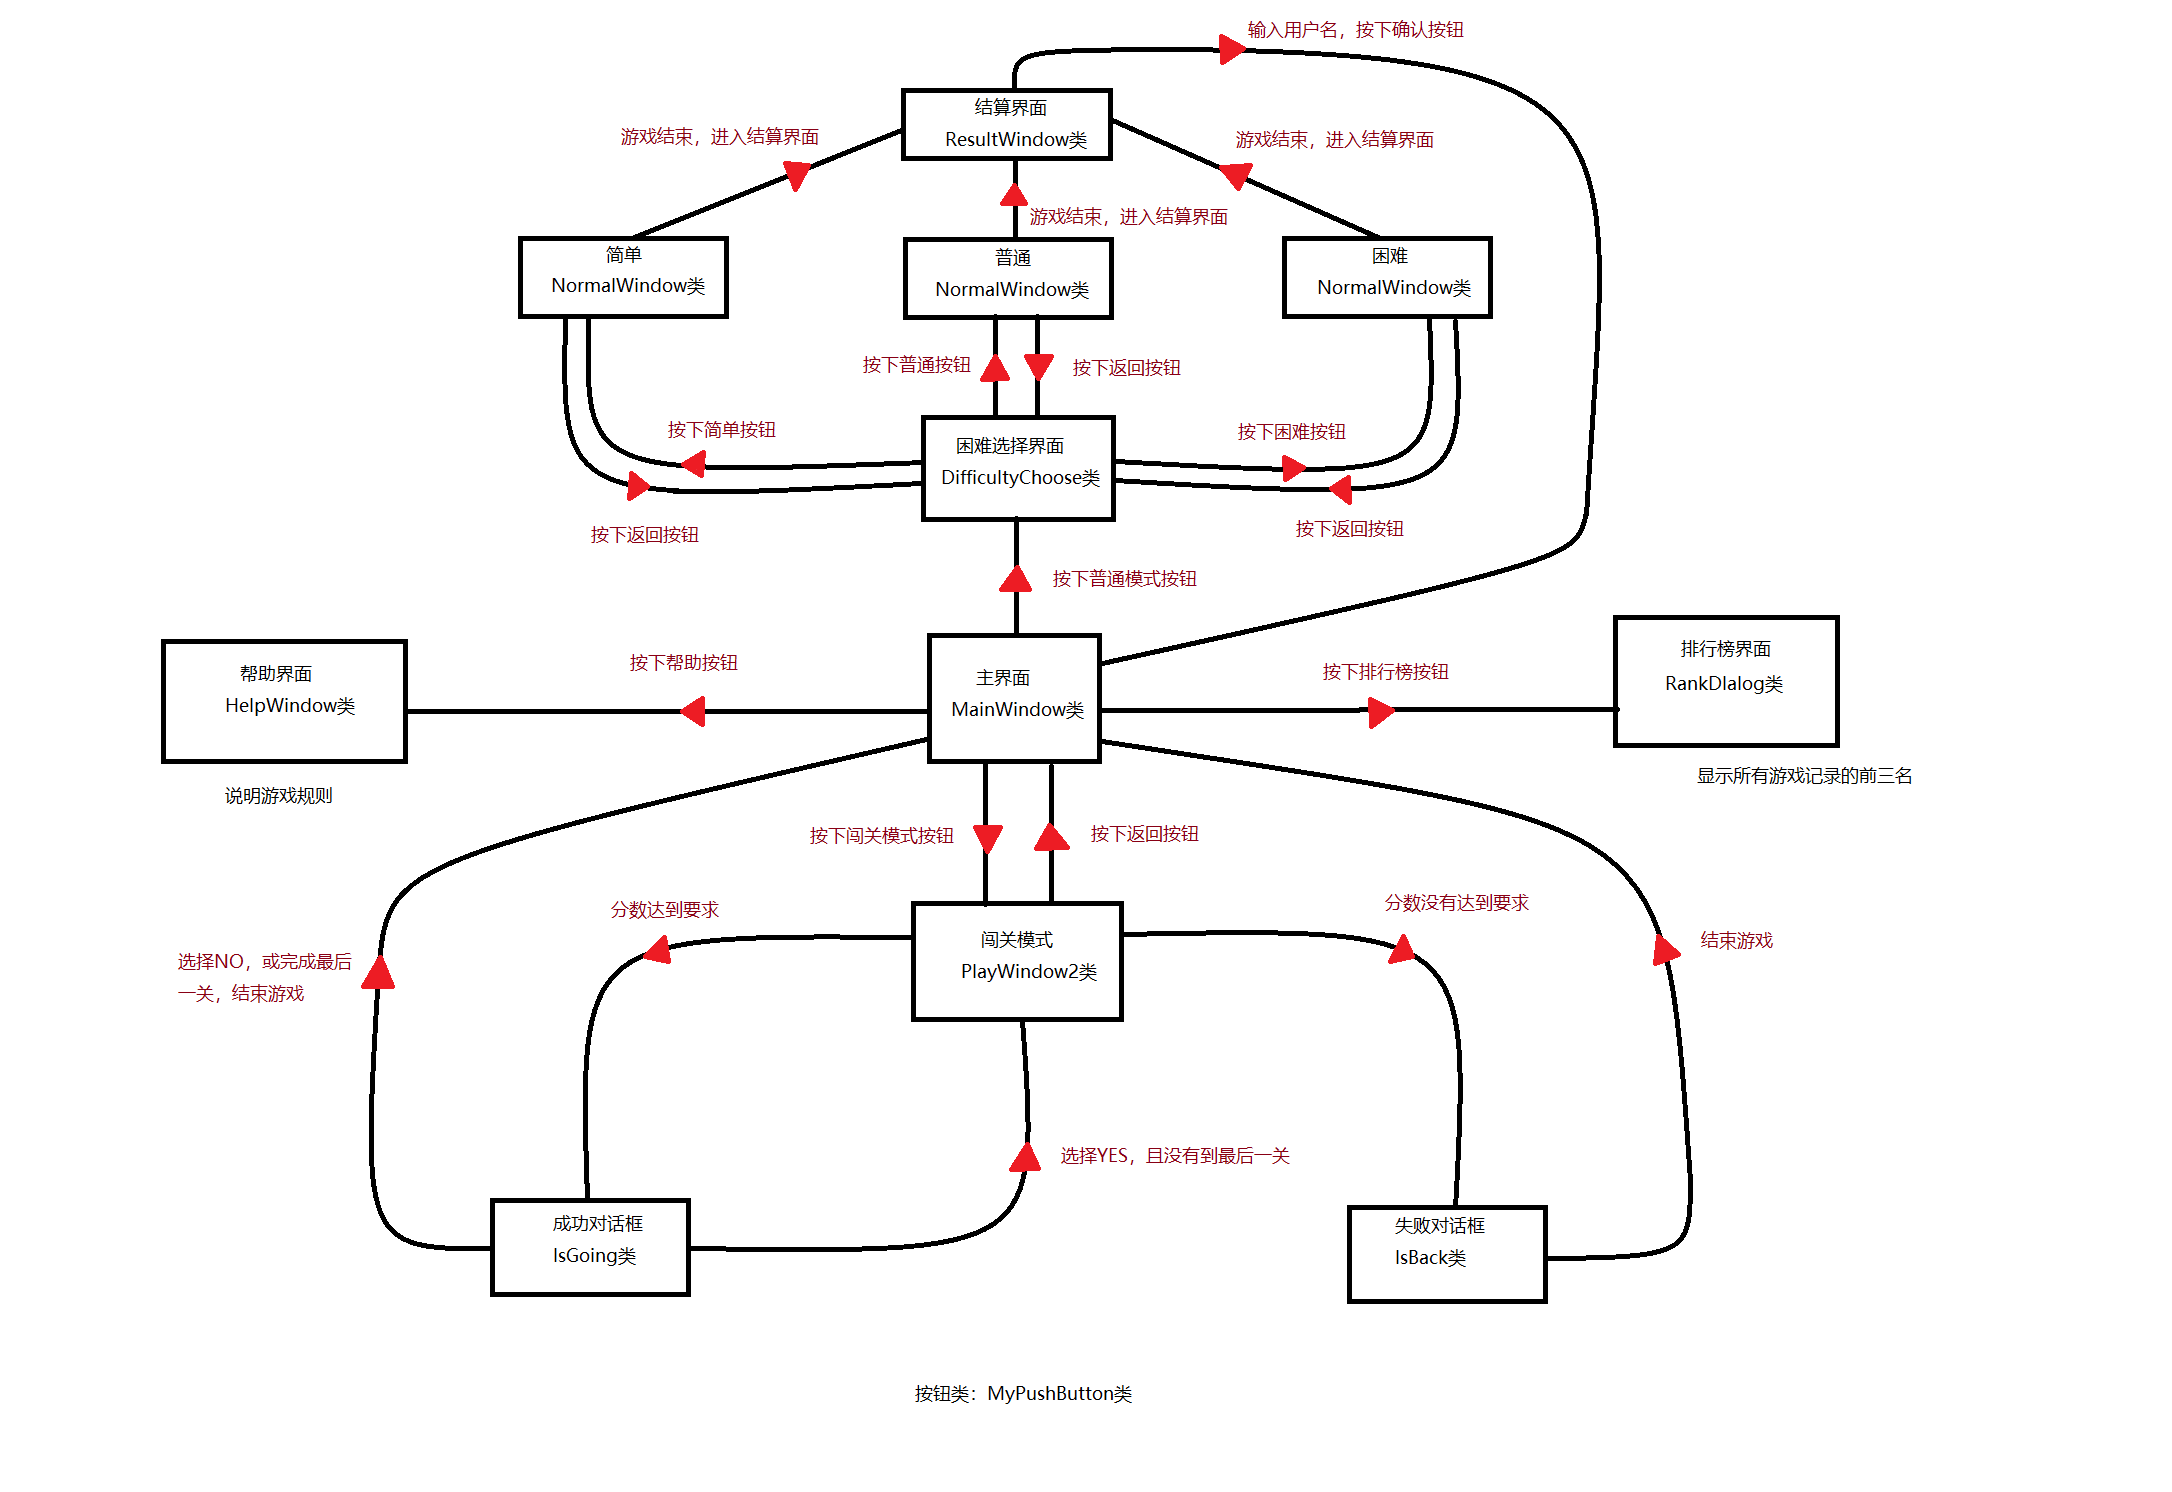 输入用户名，按下确认按钮
结算界面
ResultWindow类
游戏结束，进入结算界面
游戏结束，进入结算界面
游戏结束，进入结算界面
简单
NormalWindow类
普通
NormalWindow类
困难
NormalWindow类
按下普通按钮
按下返回按钮
按下简单按钮
按下困难按钮
困难选择界面
DifficultyChoose类
按下返回按钮
按下返回按钮
按下普通模式按钮
帮助界面
HelpWindow类
按下帮助按钮
主界面
MainWindow类
按下排行榜按钮
排行榜界面
RankDIalog类
说明游戏规则
显示所有游戏记录的前三名
按下闯关模式按钮
按下返回按钮
分数达到要求
分数没有达到要求
闯关模式
PlayWindow2类
选择NO，或完成最后
一关，结束游戏
结束游戏
选择YES，且没有到最后一关
成功对话框
IsGoing类
失败对话框
IsBack类
按钮类：MyPushButton类